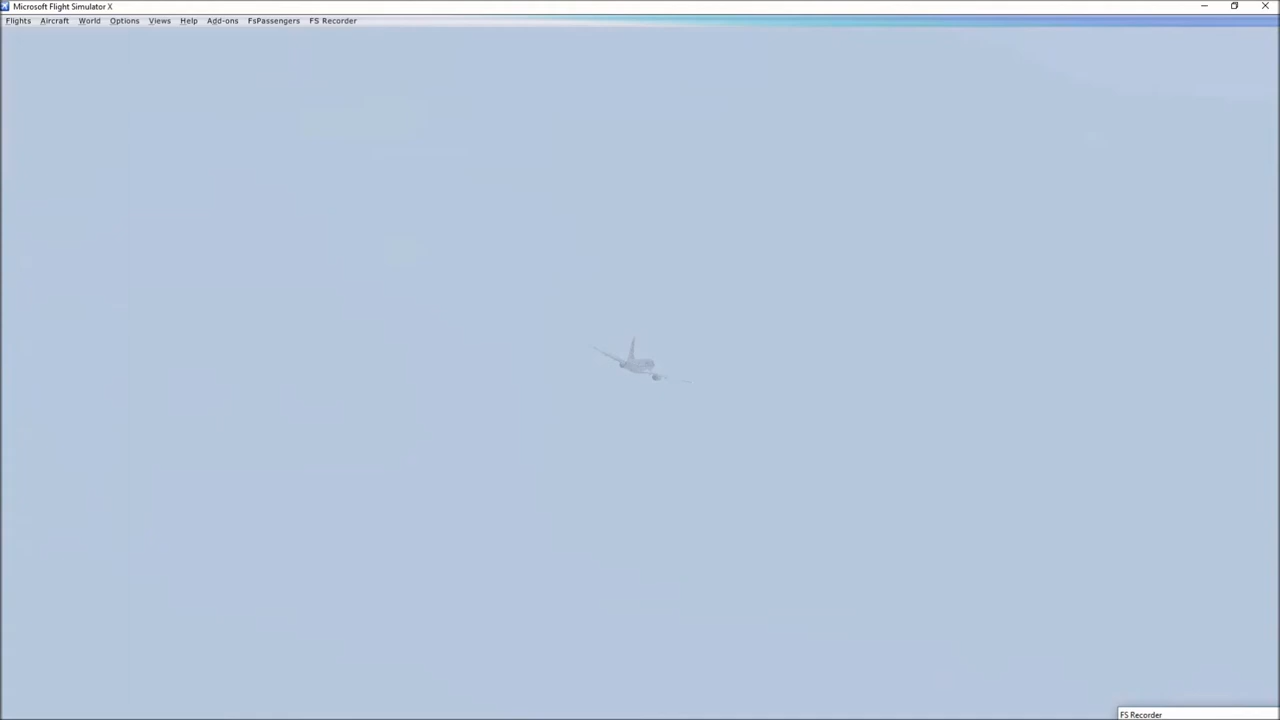 Microsoft Flight Simulator X
Flights Aircraft World Options Views Help Add-ons FsPassengers FS Recorder
FS Recorder